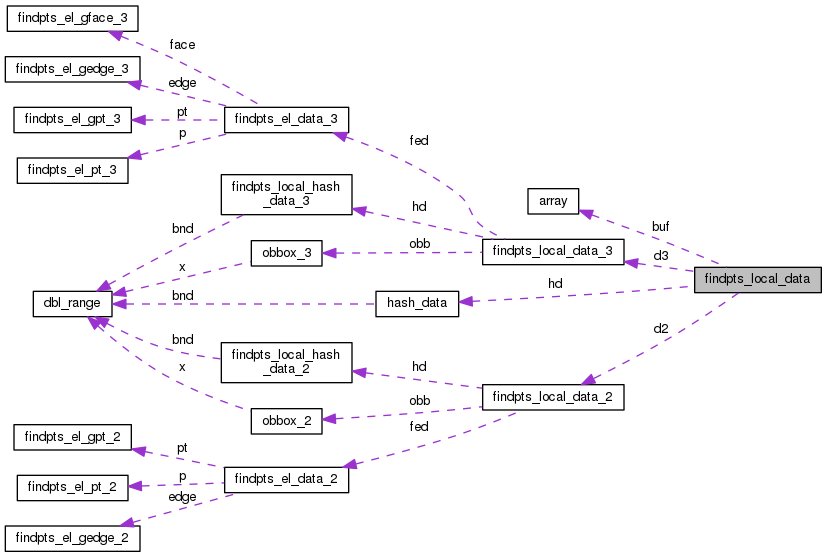 findpts_el_gface_3
face
findpts_el_gedge_3
edge
findpts_el_gpt_3
pt
findpts_el_data_3
p
fed
findpts_el_pt_3
findpts_local_hash
_data_3
hd
array
bnd
buf
obb
obbox_3
findpts_local_data_3
x
d3
findpts_local_data
dbl_range
bnd
hash_data
hd
bnd
findpts_local_hash
_data_2
d2
x
hd
findpts_local_data_2
obb
obbox_2
fed
findpts_el_gpt_2
pt
p
findpts_el_data_2
findpts_el_pt_2
edge
findpts_el_gedge_2